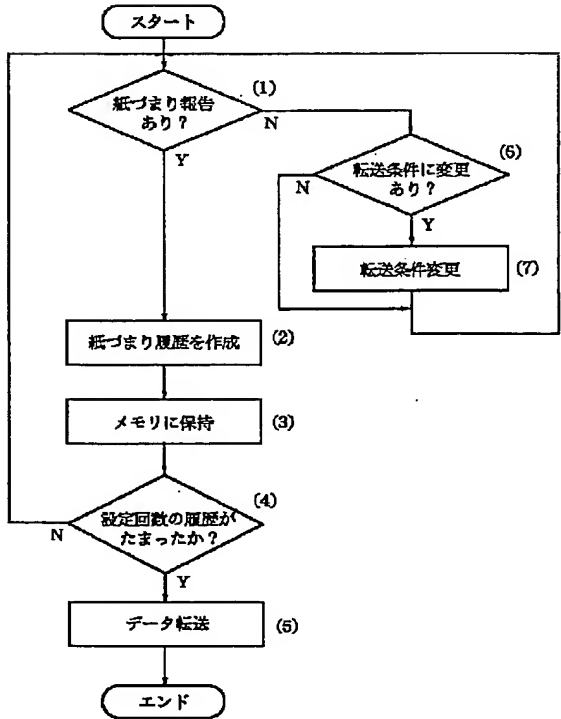 スタート
(1)
紙づまり報告
あり？
N
Y
(6)
転送条件に変更
あり？
N
Y
転送条件変更
(7)
紙づまり履歴を作成
(2)
メモリに保持
(3)
(4)
設定回数の履歴が
たまったか？
N
Y
データ転送
(5)
エンド